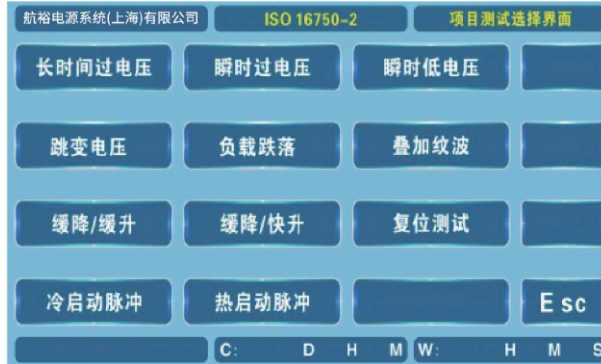 航裕电源系统(上海)有限公司 ISO 16750-2 项目测试选择界面
长时间过电压 瞬时过电压 瞬时低电压
跳变电压 负载跌落 叠加纹波
缓降/缓升 缓降/快升 复位测试
冷启动脉冲 热启动脉冲 Esc
C: D H M W: H M S